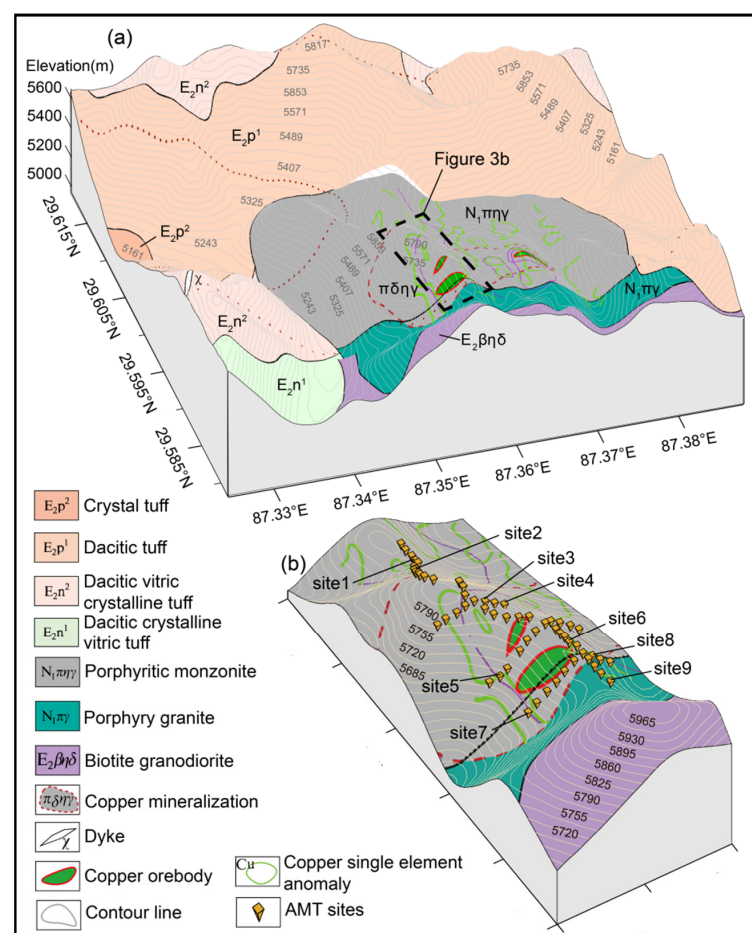 (a)
Elevation(m)
5600
5400
5200
5000
E₂n²
5817
5735
5853
5571
5489
5407
5325
E₂p¹
5735
5853
5571
5489
5407
5325
5243
5161
Figure 3b
N₁πηγ
E₂p²
5161
5243
5790
5735
5571
5489
5407
5325
5243
πδηγ
N₁πγ
χ
E₂n²
E₂βηδ
E₂n¹
29.615°N
29.605°N
29.595°N
29.585°N
87.33°E
87.34°E
87.35°E
87.36°E
87.37°E
87.38°E
E₂p² Crystal tuff
E₂p¹ Dacitic tuff
E₂n² Dacitic vitric
crystalline tuff
E₂n¹ Dacitic crystalline
vitric tuff
N₁πηγ Porphyritic monzonite
N₁πγ Porphyry granite
E₂βηδ Biotite granodiorite
πδηγ Copper mineralization
χ Dyke
Copper orebody
Contour line
Cu Copper single element
anomaly
AMT sites
(b)
site1
site2
site3
site4
site6
site8
site9
site5
site7
5790
5755
5720
5685
5965
5930
5895
5860
5825
5790
5755
5720